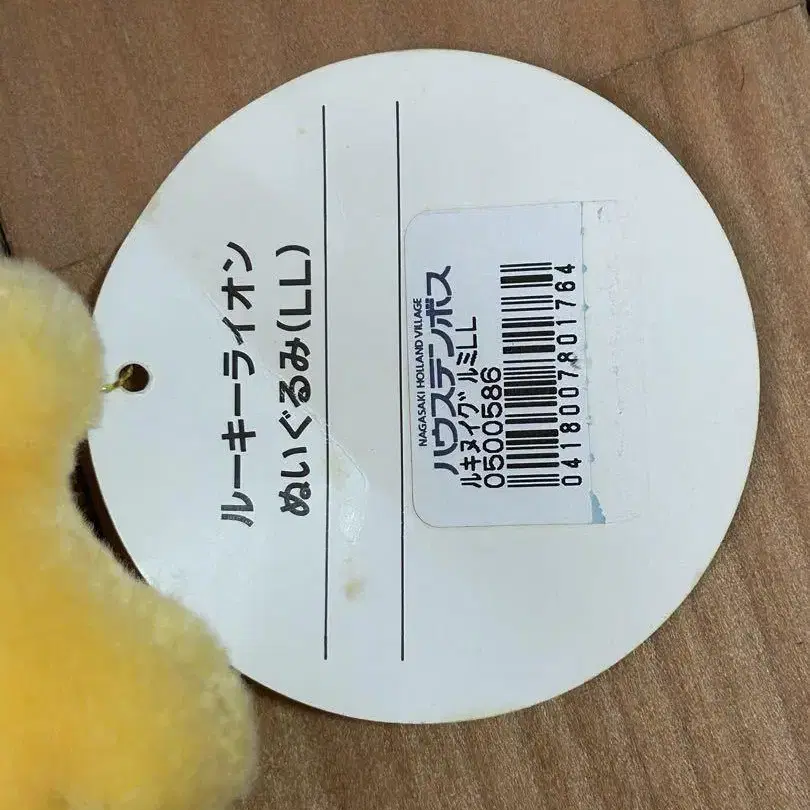 ルーキーライオン
ぬいぐるみ(LL)
NAGASAKI HOLLAND VILLAGE
ハウステンボス
ルキヌイグルミLL
0500586
0418007801764